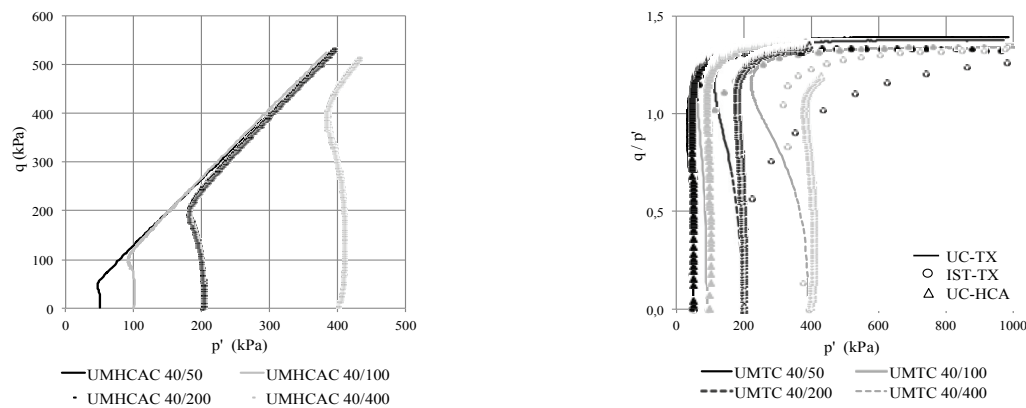 600
500
400
300
200
100
0
q (kPa)
0 100 200 300 400 500
p' (kPa)
UMHCAC 40/50 UMHCAC 40/100
UMHCAC 40/200 UMHCAC 40/400
1,5
1,0
0,5
0,0
q / p'
UC-TX
IST-TX
UC-HCA
0 200 400 600 800 1000
p' (kPa)
UMTC 40/50 UMTC 40/100
UMTC 40/200 UMTC 40/400